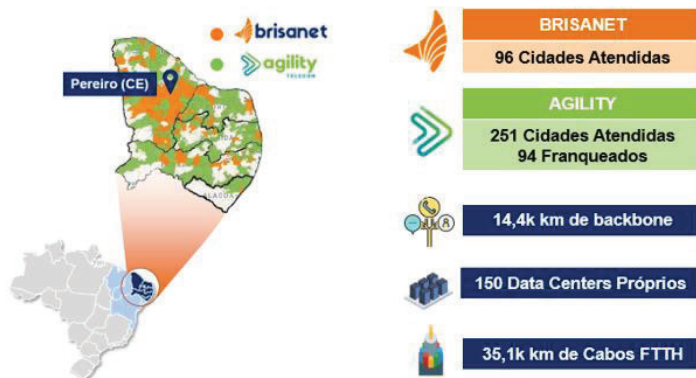 brisanet
agility
TELECOM
Pereiro (CE)
BRISANET
96 Cidades Atendidas
AGILITY
251 Cidades Atendidas
94 Franqueados
14,4k km de backbone
150 Data Centers Próprios
35,1k km de Cabos FTTH